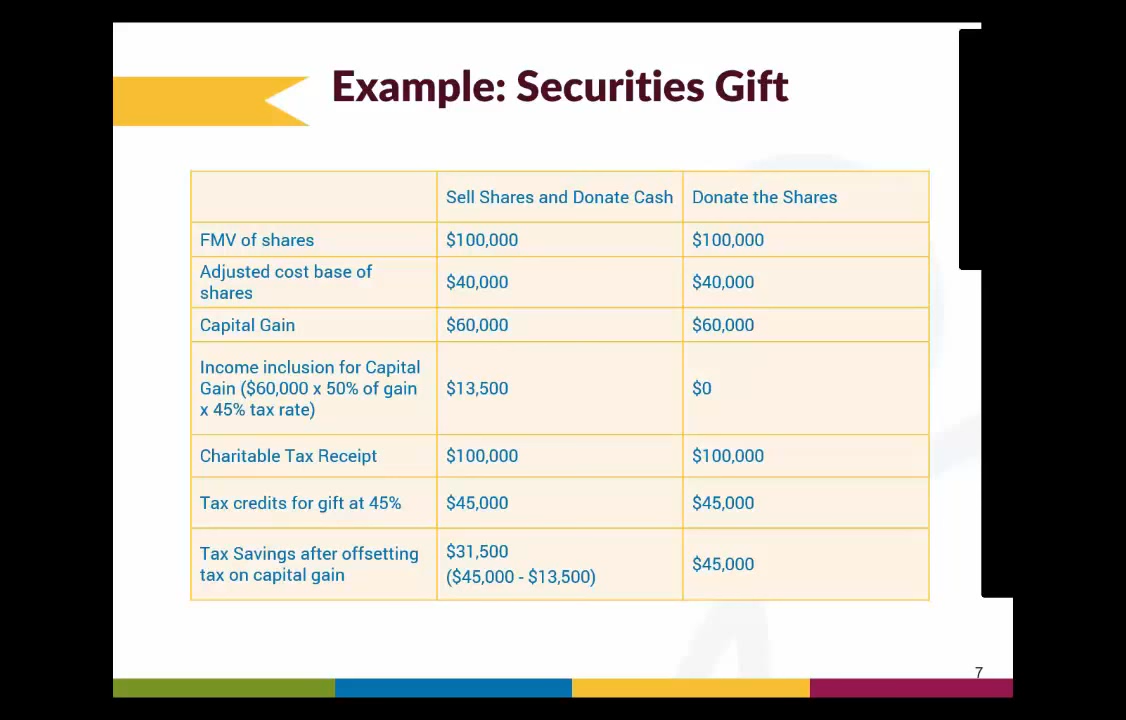 Example: Securities Gift
Sell Shares and Donate Cash Donate the Shares
FMV of shares $100,000 $100,000
Adjusted cost base of
shares $40,000 $40,000
Capital Gain $60,000 $60,000
Income inclusion for Capital
Gain ($60,000 x 50% of gain $13,500 $0
x 45% tax rate)
Charitable Tax Receipt $100,000 $100,000
Tax credits for gift at 45% $45,000 $45,000
Tax Savings after offsetting $31,500
tax on capital gain ($45,000 - $13,500) $45,000
7